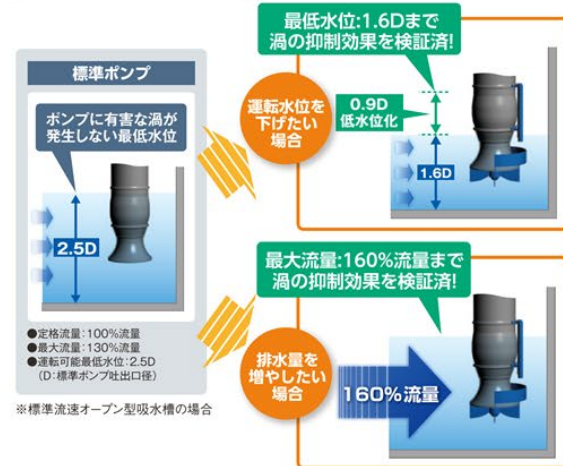 標準ポンプ
ポンプに有害な渦が
発生しない最低水位
2.5D
●定格流量:100%流量
●最大流量:130%流量
●運転可能最低水位:2.5D
(D:標準ポンプ吐出口径)
※標準流速オープン型吸水槽の場合
運転水位を
下げたい
場合
最低水位:1.6Dまで
渦の抑制効果を検証済!
0.9D
低水位化
1.6D
排水量を
増やしたい
場合
最大流量:160%流量まで
渦の抑制効果を検証済!
160%流量